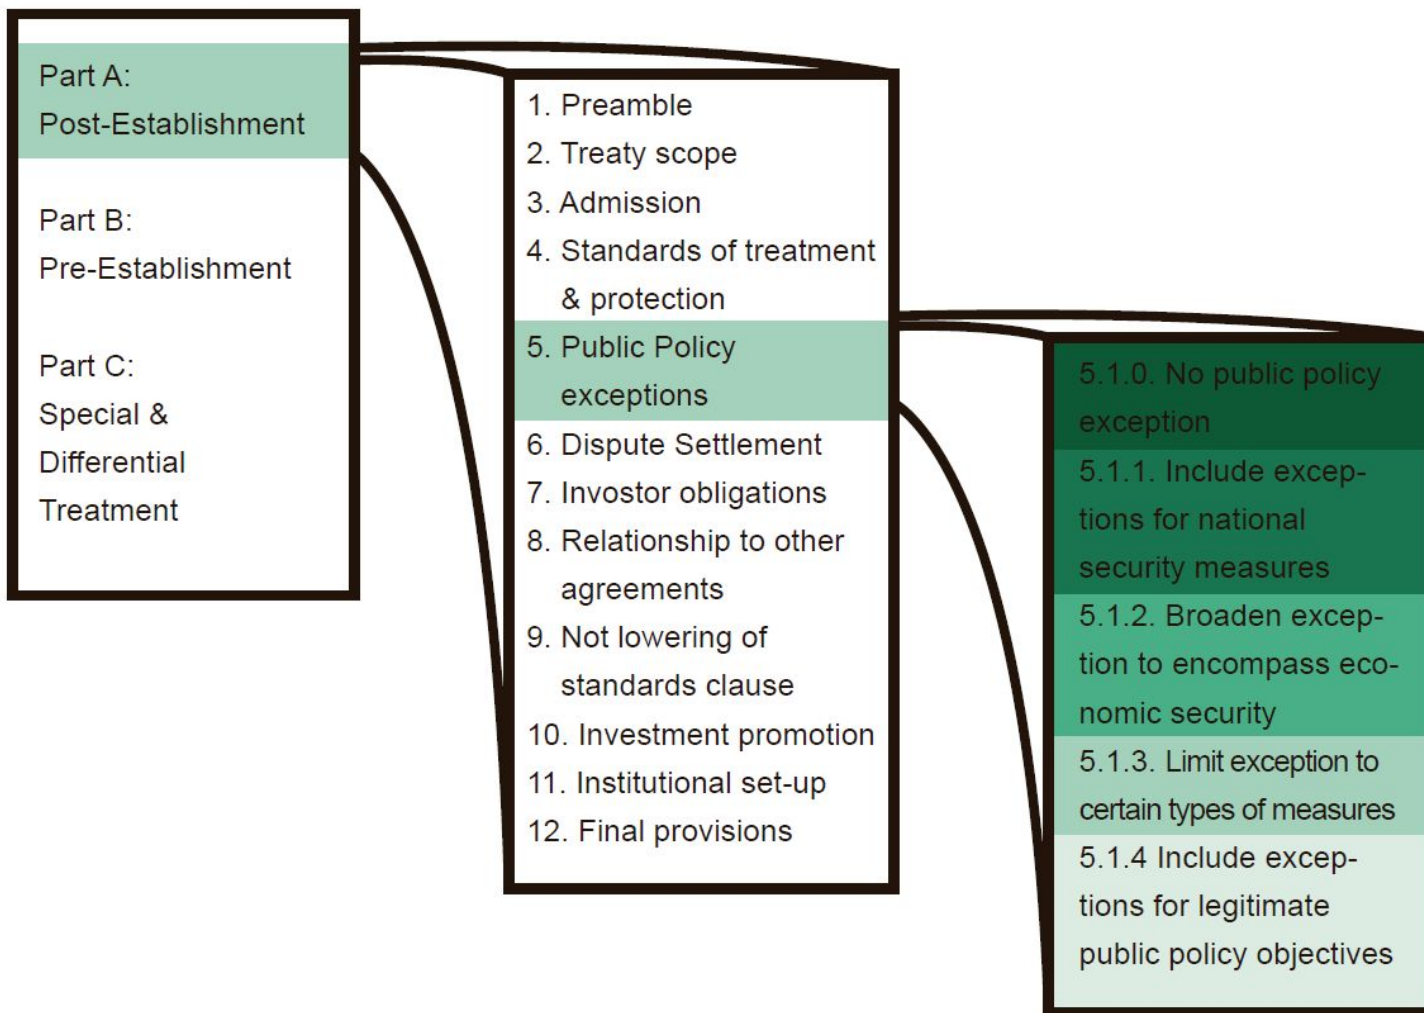 Part A:
Post-Establishment
Part B:
Pre-Establishment
Part C:
Special &
Differential
Treatment
1. Preamble
2. Treaty scope
3. Admission
4. Standards of treatment
& protection
5. Public Policy
exceptions
6. Dispute Settlement
7. Invostor obligations
8. Relationship to other
agreements
9. Not lowering of
standards clause
10. Investment promotion
11. Institutional set-up
12. Final provisions
5.1.0. No public policy
exception
5.1.1. Include excep-
tions for national
security measures
5.1.2. Broaden excep-
tion to encompass eco-
nomic security
5.1.3. Limit exception to
certain types of measures
5.1.4 Include excep-
tions for legitimate
public policy objectives